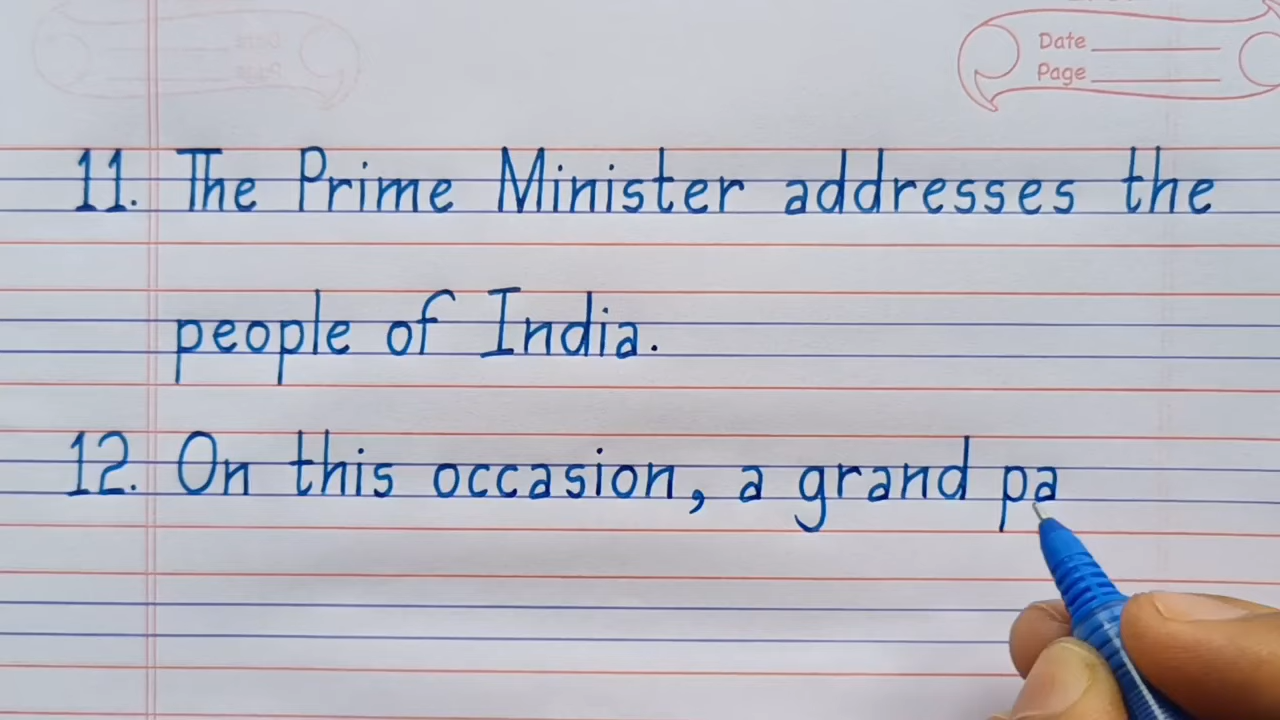 Date
Page
11. The Prime Minister addresses the
people of India.
12. On this occasion, a grand pa